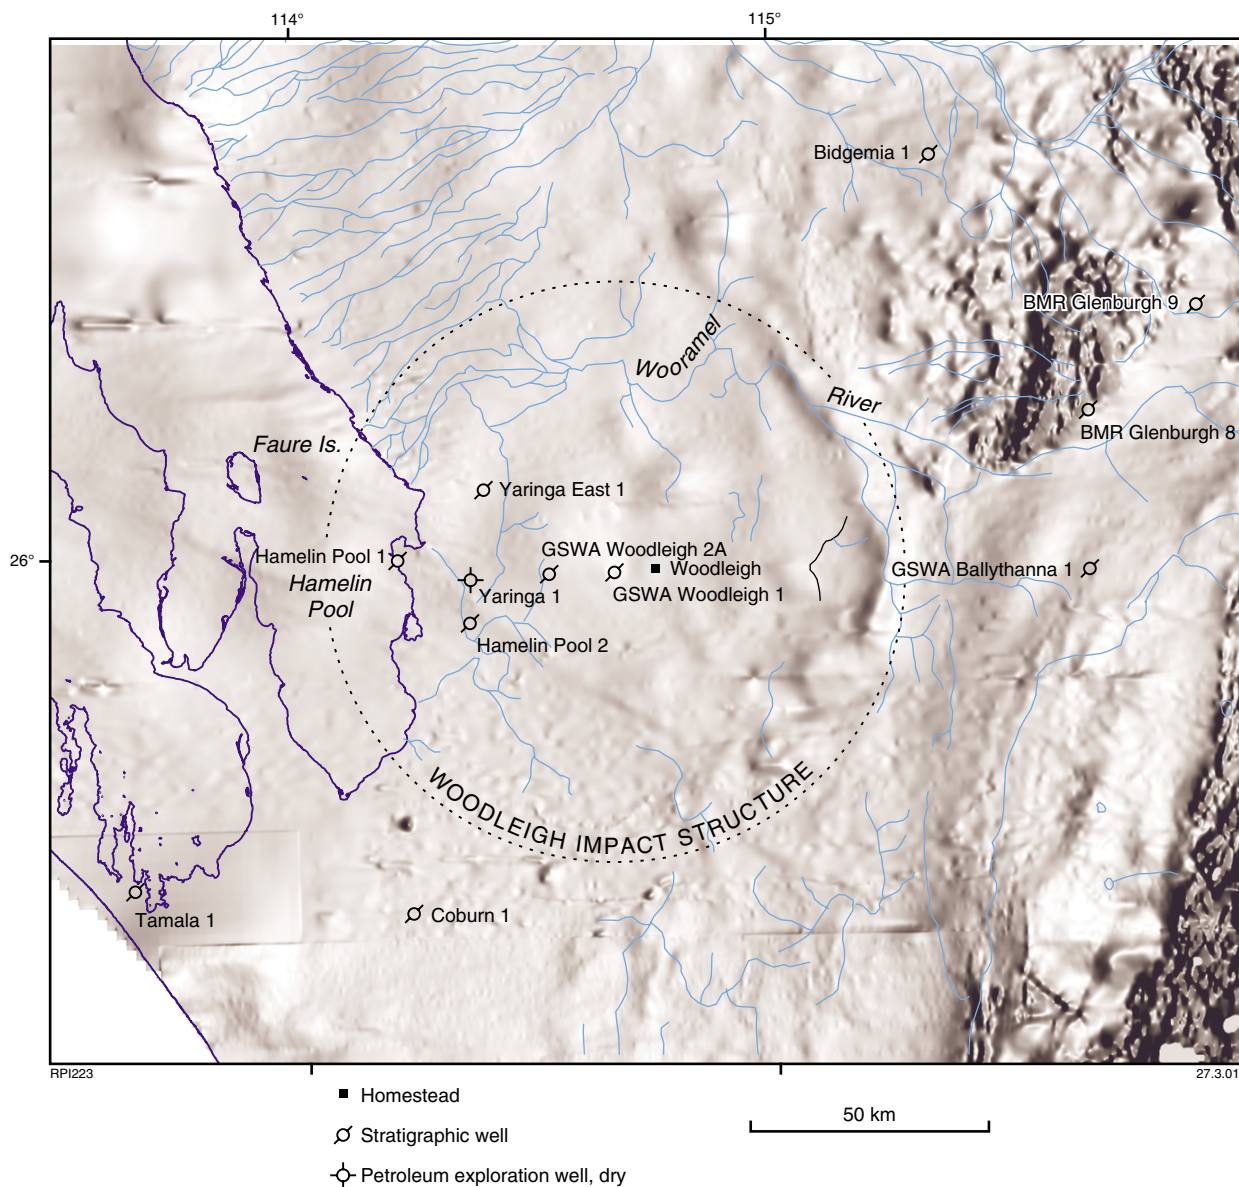 114°
115°
Bidgemia 1
BMR Glenburgh 9
Wooramel
River
BMR Glenburgh 8
Faure Is.
Yaringa East 1
26°
Hamelin Pool 1
GSWA Woodleigh 2A
Woodleigh
GSWA Ballythanna 1
Hamelin
Pool
Yaringa 1
GSWA Woodleigh 1
Hamelin Pool 2
WOODLEIGH IMPACT STRUCTURE
Tamala 1
Coburn 1
RPI223
27.3.01
Homestead
50 km
Stratigraphic well
Petroleum exploration well, dry